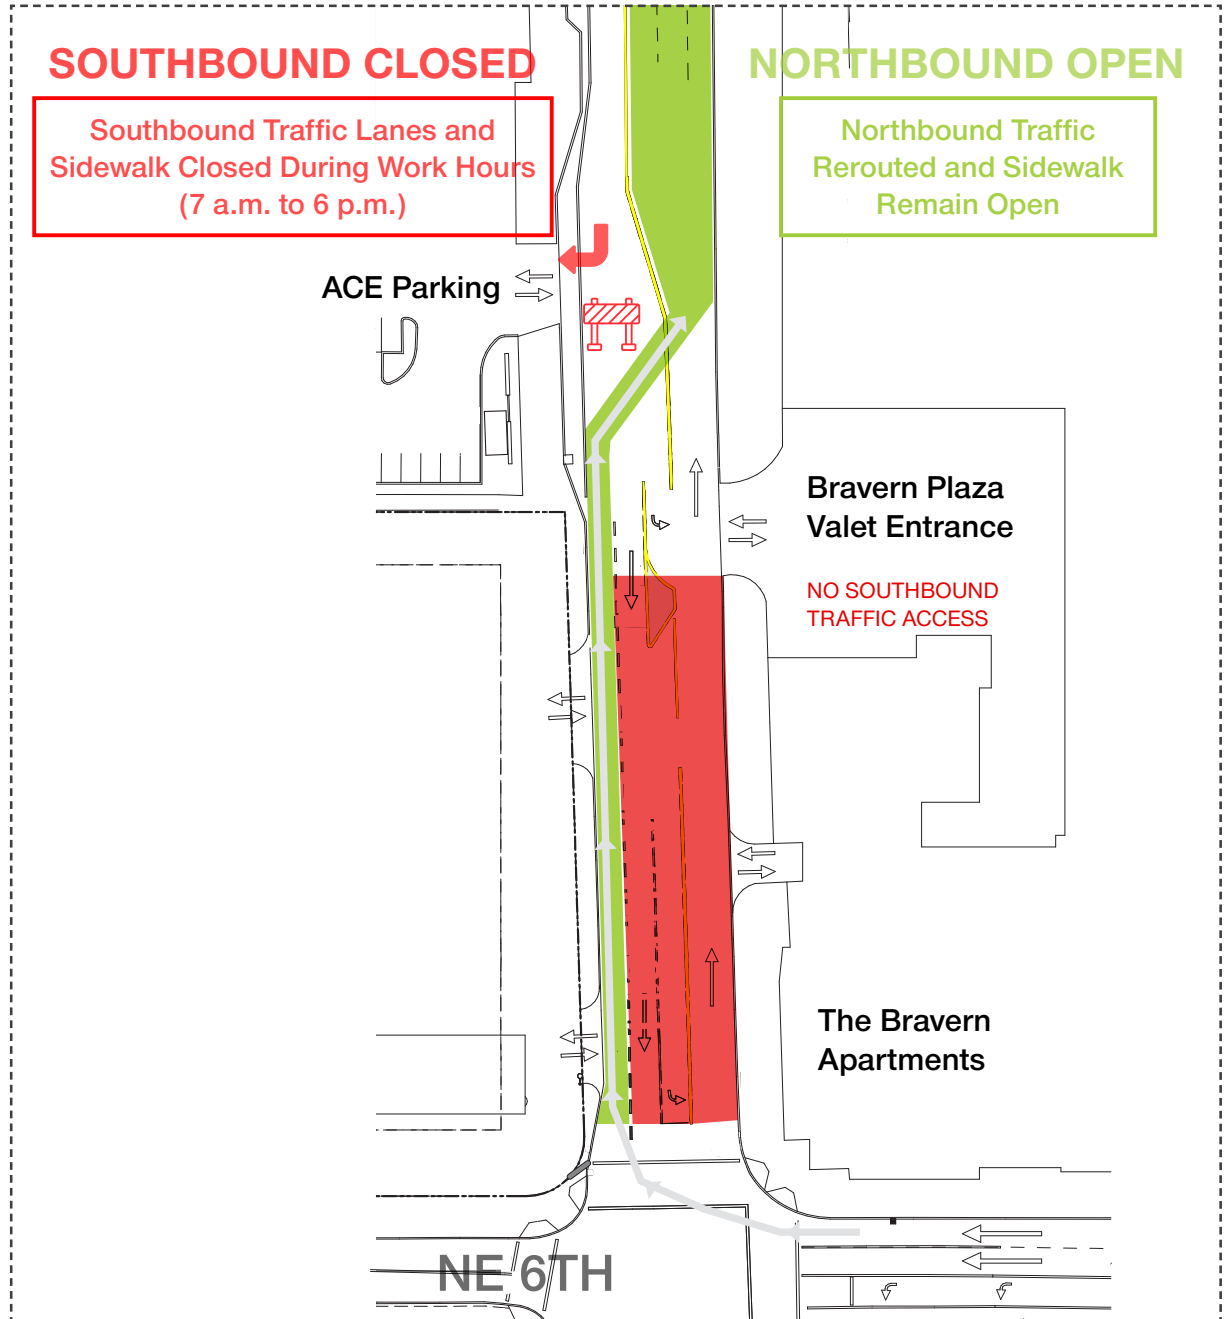 SOUTHBOUND CLOSED
Southbound Traffic Lanes and
Sidewalk Closed During Work Hours
(7 a.m. to 6 p.m.)
NORTHBOUND OPEN
Northbound Traffic
Rerouted and Sidewalk
Remain Open
ACE Parking
Bravern Plaza
Valet Entrance
NO SOUTHBOUND
TRAFFIC ACCESS
The Bravern
Apartments
NE 6TH